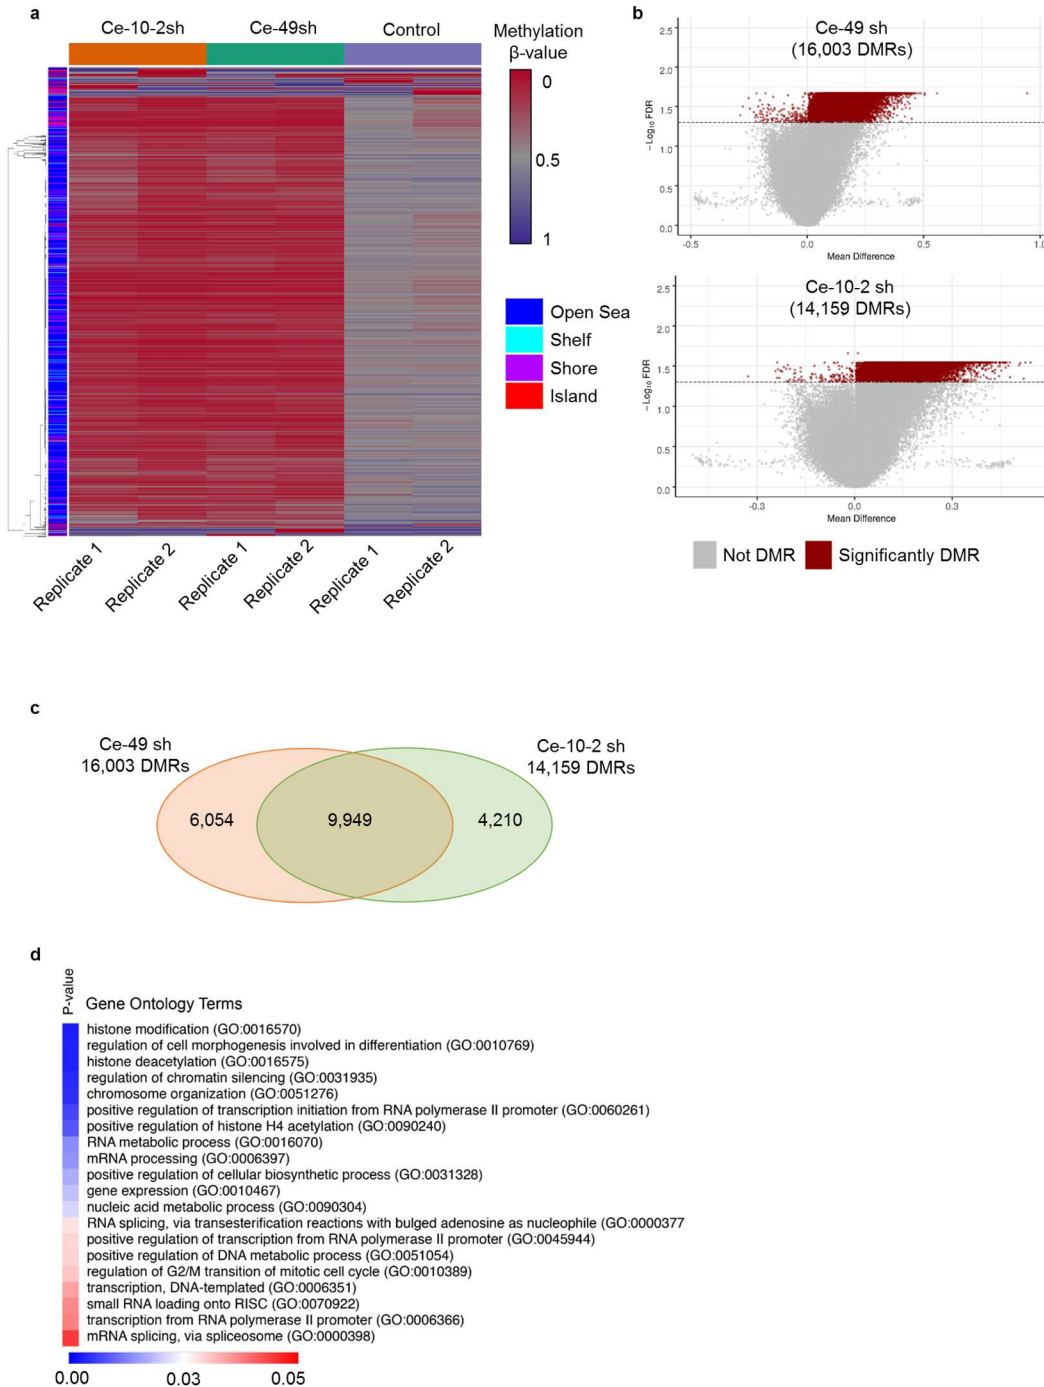 a
Ce-10-2sh
Ce-49sh
Control
Methylation
β-value
0
0.5
1
Open Sea
Shelf
Shore
Island
Replicate 1
Replicate 2
Replicate 1
Replicate 2
Replicate 1
Replicate 2
b
Ce-49 sh
(16,003 DMRs)
2.5
2.0
1.5
1.0
0.5
0.0
−Log10 FDR
-0.5
0.0
0.5
1.0
Mean Difference
Ce-10-2 sh
(14,159 DMRs)
2.5
2.0
1.5
1.0
0.5
0.0
−Log10 FDR
-0.3
0.0
0.3
Mean Difference
Not DMR
Significantly DMR
c
Ce-49 sh
16,003 DMRs
Ce-10-2 sh
14,159 DMRs
6,054
9,949
4,210
d
P-value
Gene Ontology Terms
histone modification (GO:0016570)
regulation of cell morphogenesis involved in differentiation (GO:0010769)
histone deacetylation (GO:0016575)
regulation of chromatin silencing (GO:0031935)
chromosome organization (GO:0051276)
positive regulation of transcription initiation from RNA polymerase II promoter (GO:0060261)
positive regulation of histone H4 acetylation (GO:0090240)
RNA metabolic process (GO:0016070)
mRNA processing (GO:0006397)
positive regulation of cellular biosynthetic process (GO:0031328)
gene expression (GO:0010467)
nucleic acid metabolic process (GO:0090304)
RNA splicing, via transesterification reactions with bulged adenosine as nucleophile (GO:0000377
positive regulation of transcription from RNA polymerase II promoter (GO:0045944)
positive regulation of DNA metabolic process (GO:0051054)
regulation of G2/M transition of mitotic cell cycle (GO:0010389)
transcription, DNA-templated (GO:0006351)
small RNA loading onto RISC (GO:0070922)
transcription from RNA polymerase II promoter (GO:0006366)
mRNA splicing, via spliceosome (GO:0000398)
0.00
0.03
0.05